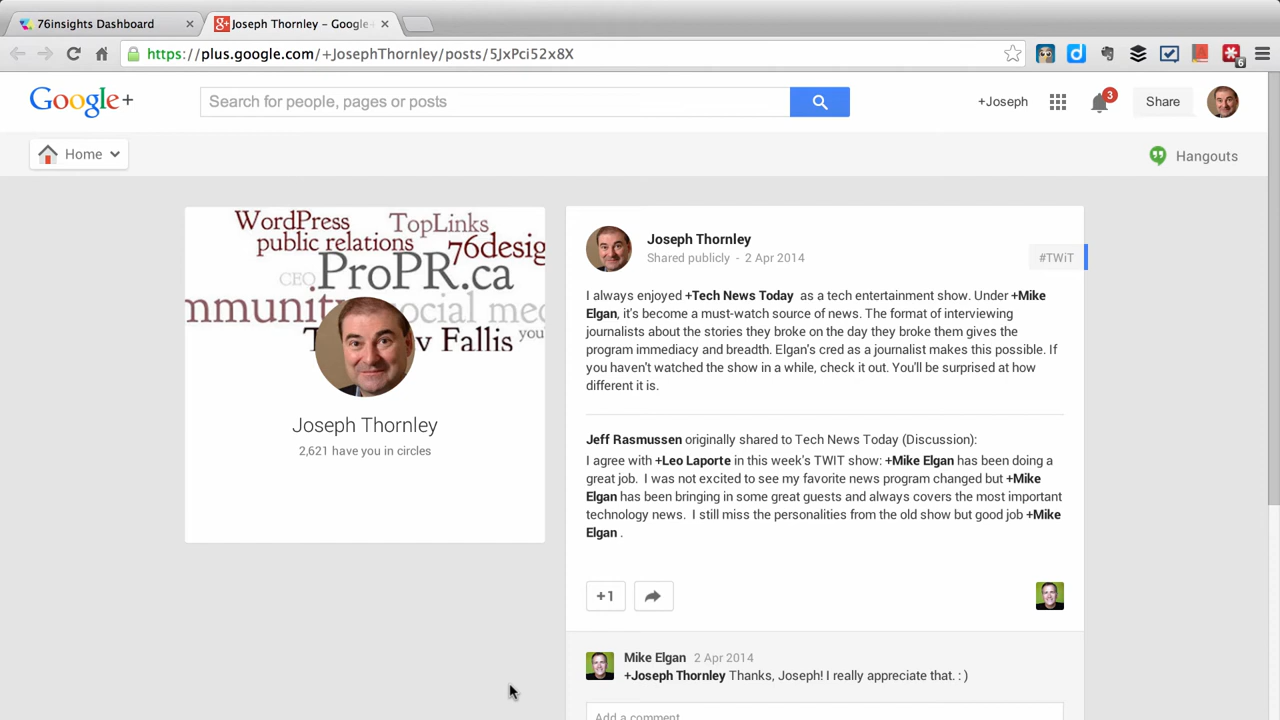 76insights Dashboard
Joseph Thornley – Google+
https://plus.google.com/+JosephThornley/posts/5JxPci52x8X
6
Google+
Search for people, pages or posts
+Joseph
3
Share
Home
Hangouts
WordPress
TopLinks
public relations
76desig
CEO
ProPR.ca
mmunity
social med
Fallis
you
Joseph Thornley
2,621 have you in circles
Joseph Thornley
Shared publicly - 2 Apr 2014
#TWiT
I always enjoyed +Tech News Today as a tech entertainment show. Under +Mike
Elgan, it's become a must-watch source of news. The format of interviewing
journalists about the stories they broke on the day they broke them gives the
program immediacy and breadth. Elgan's cred as a journalist makes this possible. If
you haven't watched the show in a while, check it out. You'll be surprised at how
different it is.
Jeff Rasmussen originally shared to Tech News Today (Discussion):
I agree with +Leo Laporte in this week's TWIT show: +Mike Elgan has been doing a
great job. I was not excited to see my favorite news program changed but +Mike
Elgan has been bringing in some great guests and always covers the most important
technology news. I still miss the personalities from the old show but good job +Mike
Elgan .
+1
Mike Elgan 2 Apr 2014
+Joseph Thornley Thanks, Joseph! I really appreciate that. : )
Add a comment